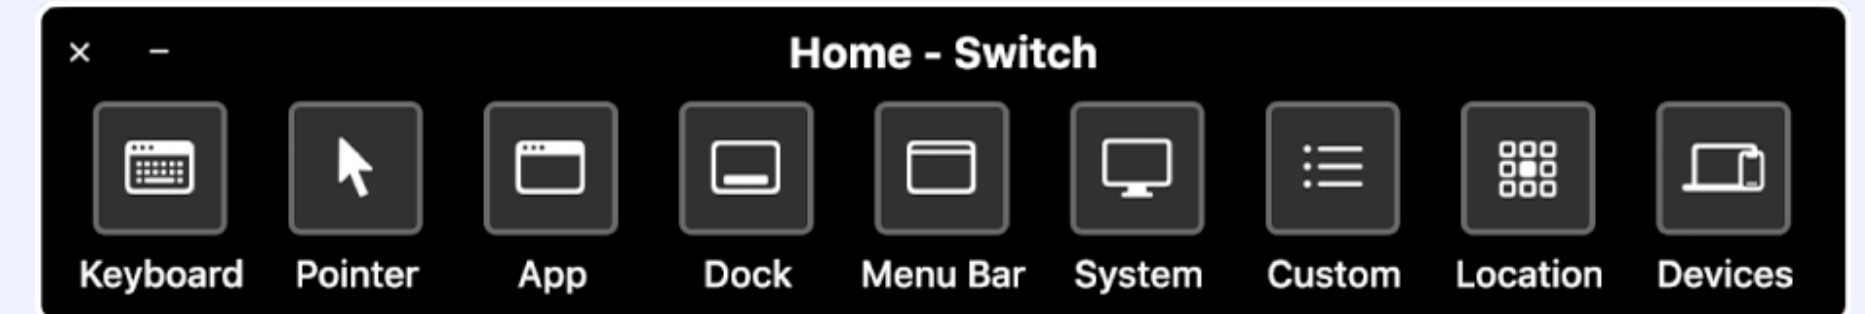 Home - Switch
Keyboard Pointer App Dock Menu Bar System Custom Location Devices